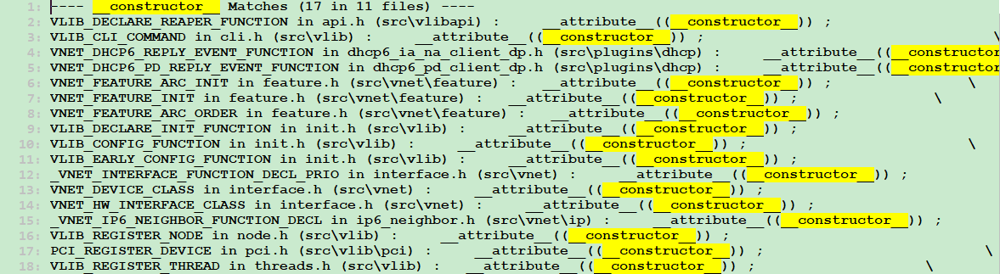 1: ---- __constructor__ Matches (17 in 11 files) ----
2: VLIB_DECLARE_REAPER_FUNCTION in api.h (src\vlibapi) : __attribute__((__constructor__)) ;
3: VLIB_CLI_COMMAND in cli.h (src\vlib) : __attribute__((__constructor__)) ; \
4: VNET_DHCP6_REPLY_EVENT_FUNCTION in dhcp6_ia_na_client_dp.h (src\plugins\dhcp) : __attribute__((__constructor
5: VNET_DHCP6_PD_REPLY_EVENT_FUNCTION in dhcp6_pd_client_dp.h (src\plugins\dhcp) : __attribute__((__constructor
6: VNET_FEATURE_ARC_INIT in feature.h (src\vnet\feature) : __attribute__((__constructor__)) ; \
7: VNET_FEATURE_INIT in feature.h (src\vnet\feature) : __attribute__((__constructor__)) ; \
8: VNET_FEATURE_ARC_ORDER in feature.h (src\vnet\feature) : __attribute__((__constructor__)) ;
9: VLIB_DECLARE_INIT_FUNCTION in init.h (src\vlib) : __attribute__((__constructor__)) ;
10: VLIB_CONFIG_FUNCTION in init.h (src\vlib) : __attribute__((__constructor__)) ; \
11: VLIB_EARLY_CONFIG_FUNCTION in init.h (src\vlib) : __attribute__((__constructor__)) ;
12: _VNET_INTERFACE_FUNCTION_DECL_PRIO in interface.h (src\vnet) : __attribute__((__constructor__)) ;
13: VNET_DEVICE_CLASS in interface.h (src\vnet) : __attribute__((__constructor__)) ; \
14: VNET_HW_INTERFACE_CLASS in interface.h (src\vnet) : __attribute__((__constructor__)) ;
15: _VNET_IP6_NEIGHBOR_FUNCTION_DECL in ip6_neighbor.h (src\vnet\ip) : __attribute__((__constructor__)) ;
16: VLIB_REGISTER_NODE in node.h (src\vlib) : __attribute__((__constructor__)) ;
17: PCI_REGISTER_DEVICE in pci.h (src\vlib\pci) : __attribute__((__constructor__)) ; \
18: VLIB_REGISTER_THREAD in threads.h (src\vlib) : __attribute__((__constructor__)) ; \